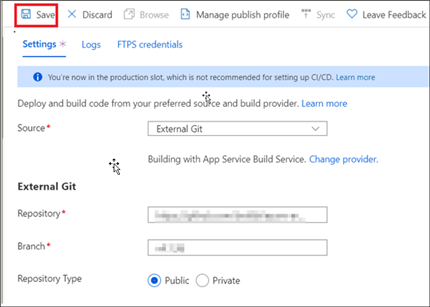 Save Discard Browse Manage publish profile Sync Leave Feedback
Settings * Logs FTPS credentials
You're now in the production slot, which is not recommended for setting up CI/CD. Learn more
Deploy and build code from your preferred source and build provider. Learn more
Source* External Git
Building with App Service Build Service. Change provider.
External Git
Repository*
Branch*
Repository Type Public Private